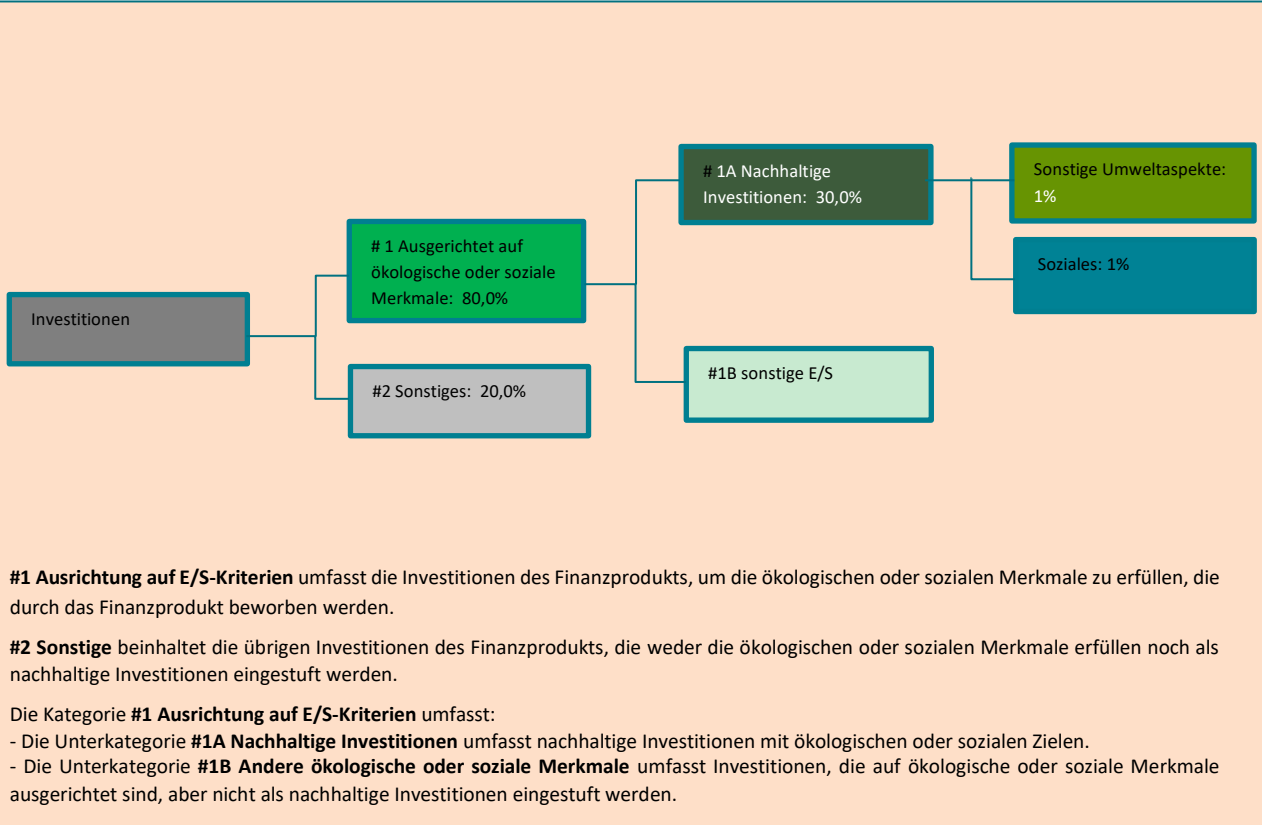 # 1A Nachhaltige
Investitionen: 30,0%
Sonstige Umweltaspekte:
1%
# 1 Ausgerichtet auf
ökologische oder soziale
Merkmale: 80,0%
Soziales: 1%
Investitionen
#2 Sonstiges: 20,0%
#1B sonstige E/S
#1 Ausrichtung auf E/S-Kriterien umfasst die Investitionen des Finanzprodukts, um die ökologischen oder sozialen Merkmale zu erfüllen, die
durch das Finanzprodukt beworben werden.
#2 Sonstige beinhaltet die übrigen Investitionen des Finanzprodukts, die weder die ökologischen oder sozialen Merkmale erfüllen noch als
nachhaltige Investitionen eingestuft werden.
Die Kategorie #1 Ausrichtung auf E/S-Kriterien umfasst:
- Die Unterkategorie #1A Nachhaltige Investitionen umfasst nachhaltige Investitionen mit ökologischen oder sozialen Zielen.
- Die Unterkategorie #1B Andere ökologische oder soziale Merkmale umfasst Investitionen, die auf ökologische oder soziale Merkmale
ausgerichtet sind, aber nicht als nachhaltige Investitionen eingestuft werden.